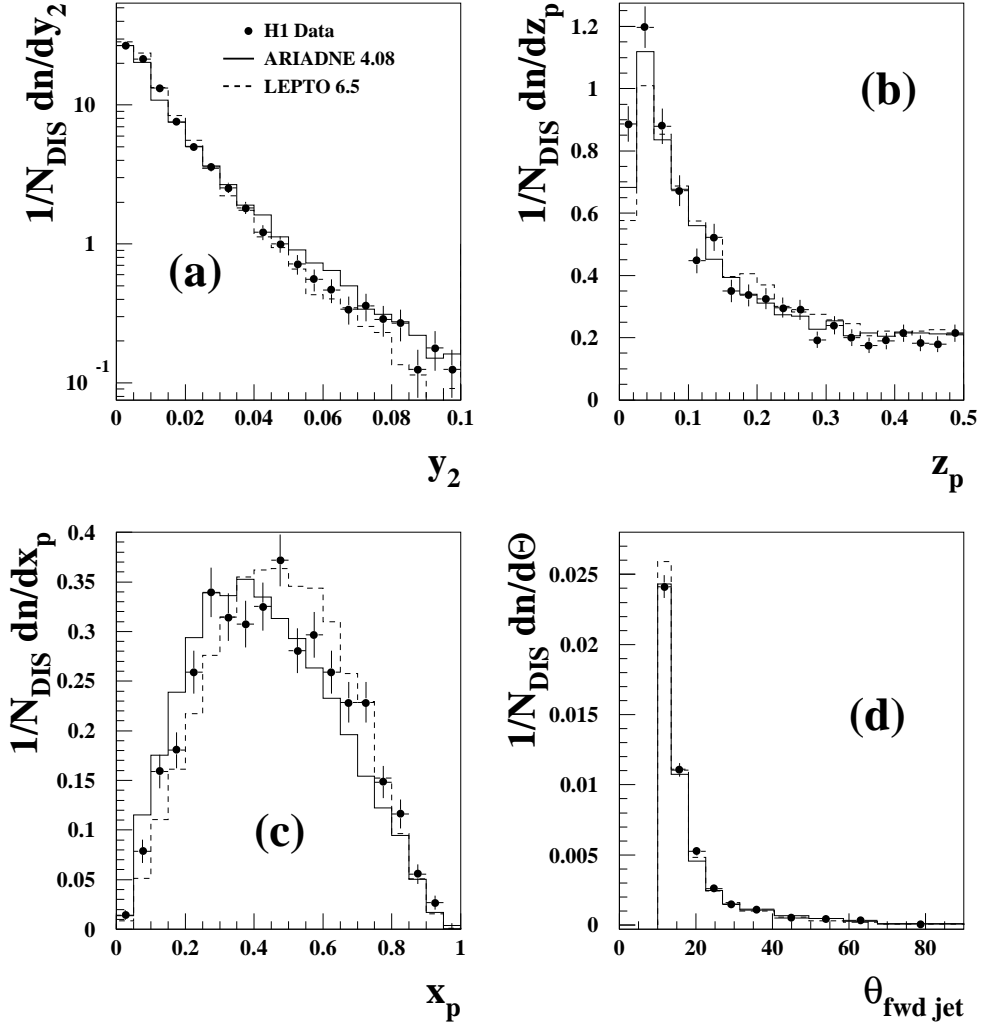 1/N_DIS dn/dy_2
H1 Data
ARIADNE 4.08
LEPTO 6.5
10
1
10^-1
(a)
0 0.02 0.04 0.06 0.08 0.1
y_2
1/N_DIS dn/dz_p
1.2
1
0.8
0.6
0.4
0.2
0
(b)
0 0.1 0.2 0.3 0.4 0.5
z_p
1/N_DIS dn/dx_p
0.4
0.35
0.3
0.25
0.2
0.15
0.1
0.05
0
(c)
0 0.2 0.4 0.6 0.8 1
x_p
1/N_DIS dn/dΘ
0.025
0.02
0.015
0.01
0.005
0
(d)
0 20 40 60 80
θ_fwd jet